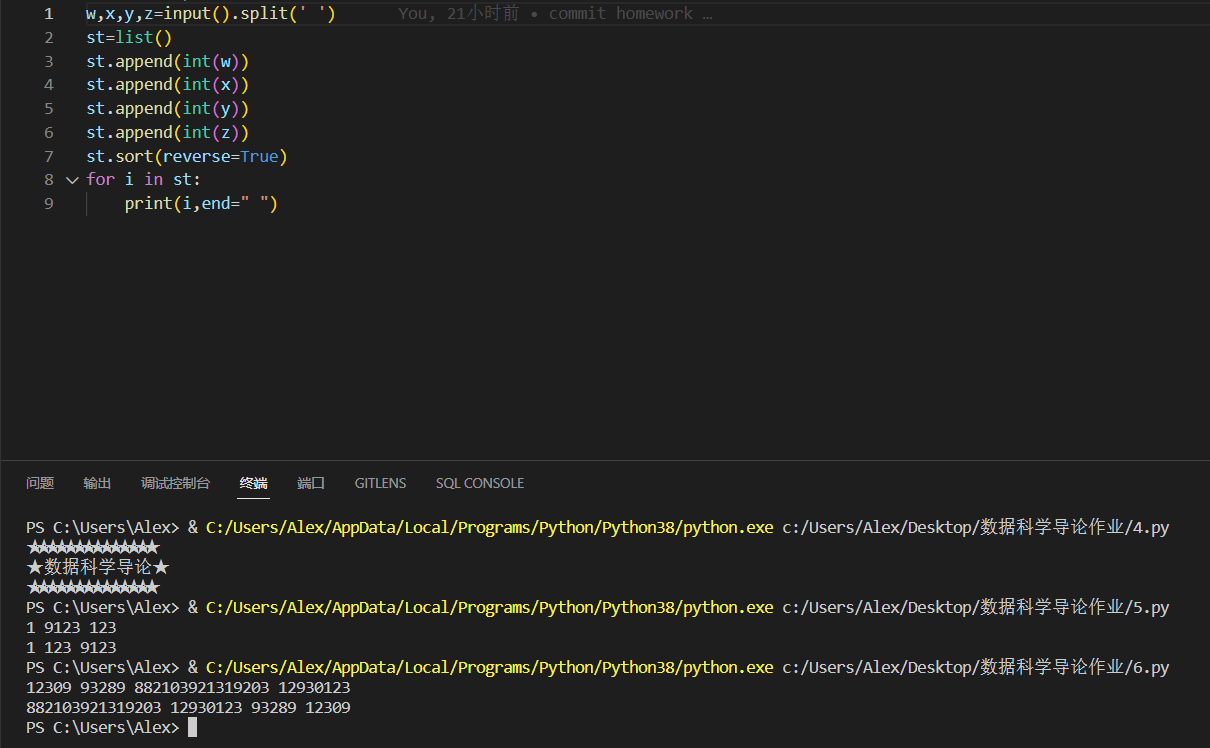 1 w,x,y,z=input().split(' ') You, 21小时前 • commit homework …
2 st=list()
3 st.append(int(w))
4 st.append(int(x))
5 st.append(int(y))
6 st.append(int(z))
7 st.sort(reverse=True)
8 for i in st:
9 print(i,end=" ")
问题 输出 调试控制台 终端 端口 GITLENS SQL CONSOLE
PS C:\Users\Alex> & C:/Users/Alex/AppData/Local/Programs/Python/Python38/python.exe c:/Users/Alex/Desktop/数据科学导论作业/4.py
★★★★★★★★★★★★★★
★数据科学导论★
★★★★★★★★★★★★★★
PS C:\Users\Alex> & C:/Users/Alex/AppData/Local/Programs/Python/Python38/python.exe c:/Users/Alex/Desktop/数据科学导论作业/5.py
1 9123 123
1 123 9123
PS C:\Users\Alex> & C:/Users/Alex/AppData/Local/Programs/Python/Python38/python.exe c:/Users/Alex/Desktop/数据科学导论作业/6.py
12309 93289 882103921319203 12930123
882103921319203 12930123 93289 12309
PS C:\Users\Alex>